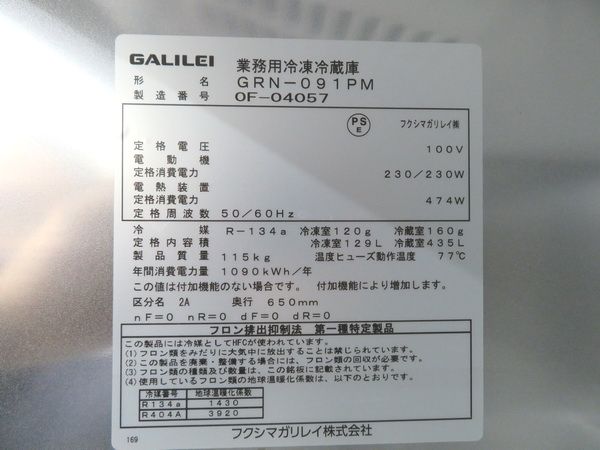 GALILEI 業務用冷凍冷蔵庫
形名 GRN-091PM
製造番号 0F-04057
PS E フクシマガリレイ㈱
定格電圧 100V
電動機
定格消費電力 230/230W
電熱装置
定格消費電力 474W
定格周波数 50/60Hz
冷媒 R-134a 冷凍室120g 冷蔵室160g
定格内容積 冷凍室129L 冷蔵室435L
製品質量 115kg 温度ヒューズ動作温度 77℃
年間消費電力量 1090kWh/年
この値は付加機能のない場合です。 付加機能により増加します。
区分名 2A 奥行 650mm
nF=0 nR=0 dF=0 dR=0
フロン排出抑制法 第一種特定製品
この製品には冷媒としてHFCが使われています。
(1)フロン類をみだりに大気中に放出することは禁じられています。
(2)この製品を廃棄・整備する場合には、フロン類の回収が必要です。
(3)フロン類の種類及び数量は、この銘板に記載されています。
(4)使用しているフロン類の地球温暖化係数は、以下のとおりです。
冷媒番号 地球温暖化係数
R134a 1430
R404A 3920
フクシマガリレイ株式会社
169